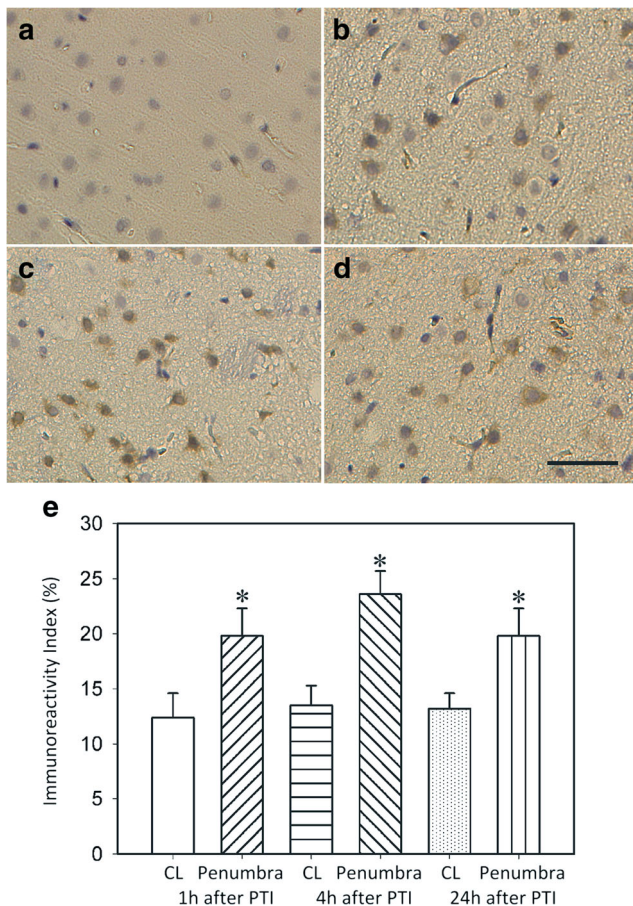 a
b
c
d
e
30
25
20
15
10
5
0
Immunoreactivity Index (%)
*
*
*
CL Penumbra CL Penumbra CL Penumbra
1h after PTI 4h after PTI 24h after PTI